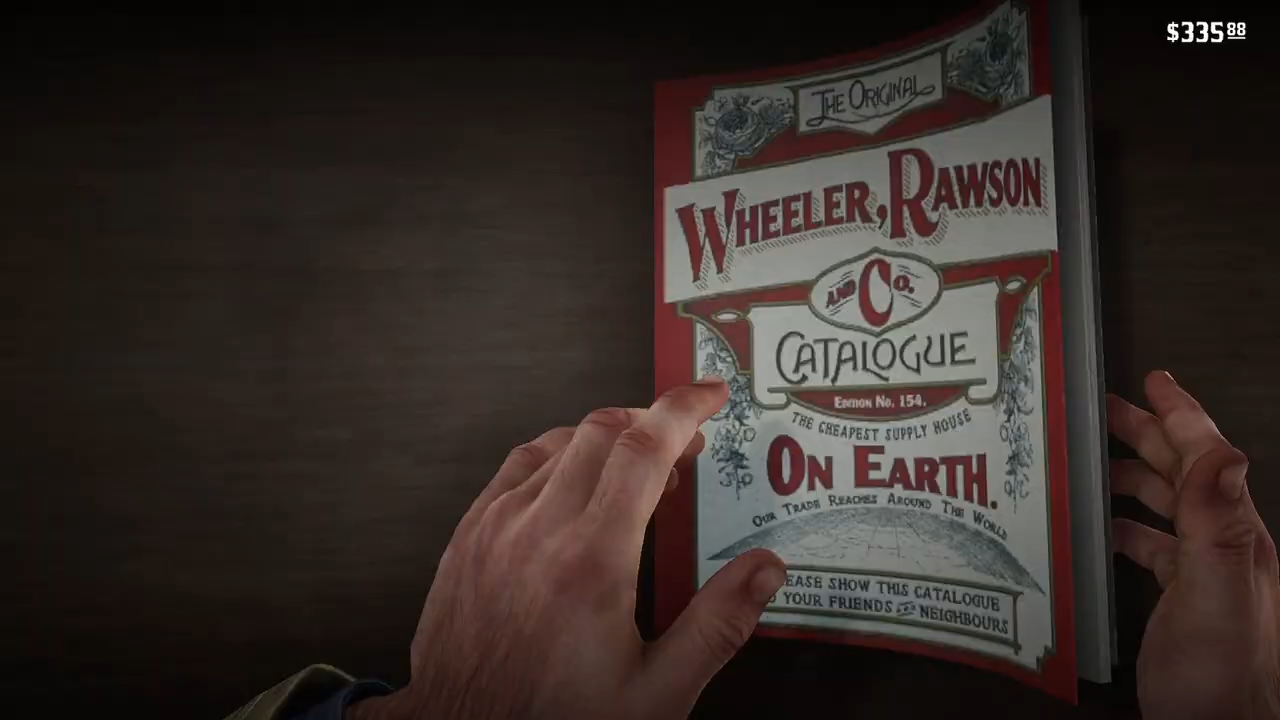 $335 88
THE ORIGINAL
WHEELER, RAWSON
AND CO.
CATALOGUE
EDITION NO. 154.
THE CHEAPEST SUPPLY HOUSE
ON EARTH.
OUR TRADE REACHES AROUND THE WORLD
SHOW THIS CATALOGUE
YOUR FRIENDS AND NEIGHBOURS